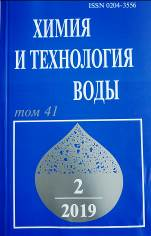 ISSN 0204-3556
ХИМИЯ
И ТЕХНОЛОГИЯ
ВОДЫ
том 41
2
2019